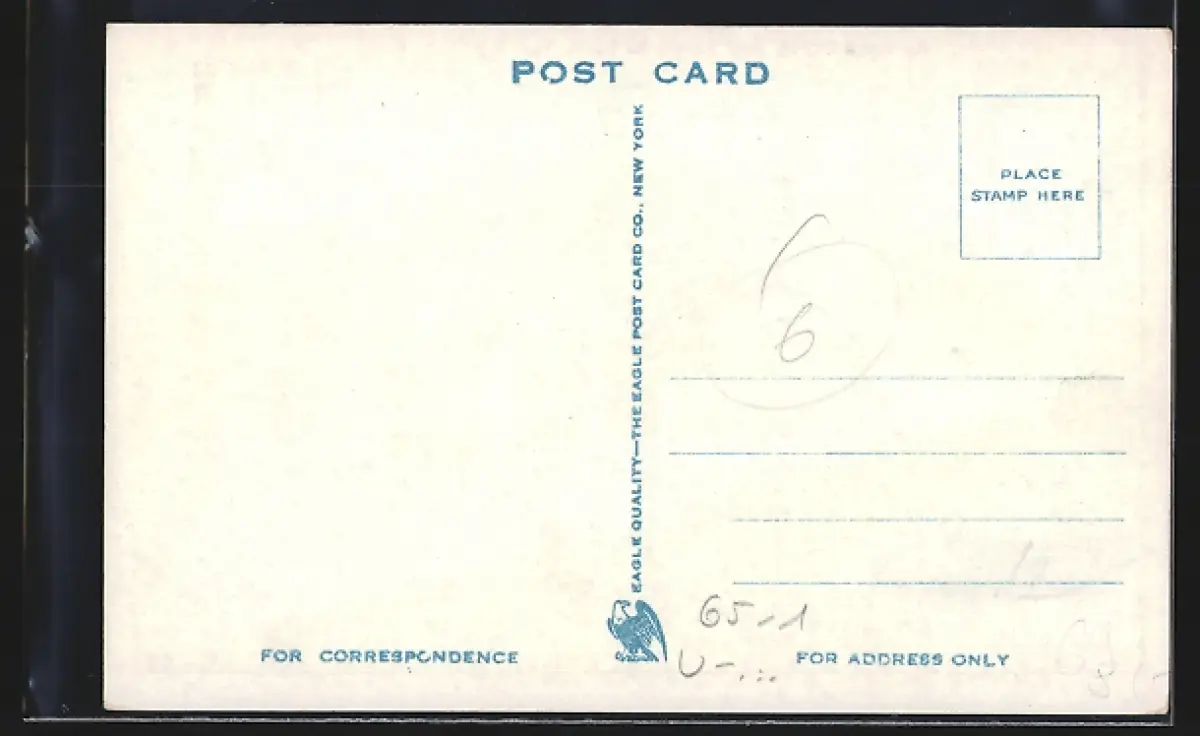 POST CARD
EAGLE QUALITY—THE EAGLE POST CARD CO., NEW YORK
PLACE
STAMP HERE
6
65,-1
FOR CORRESPONDENCE
FOR ADDRESS ONLY